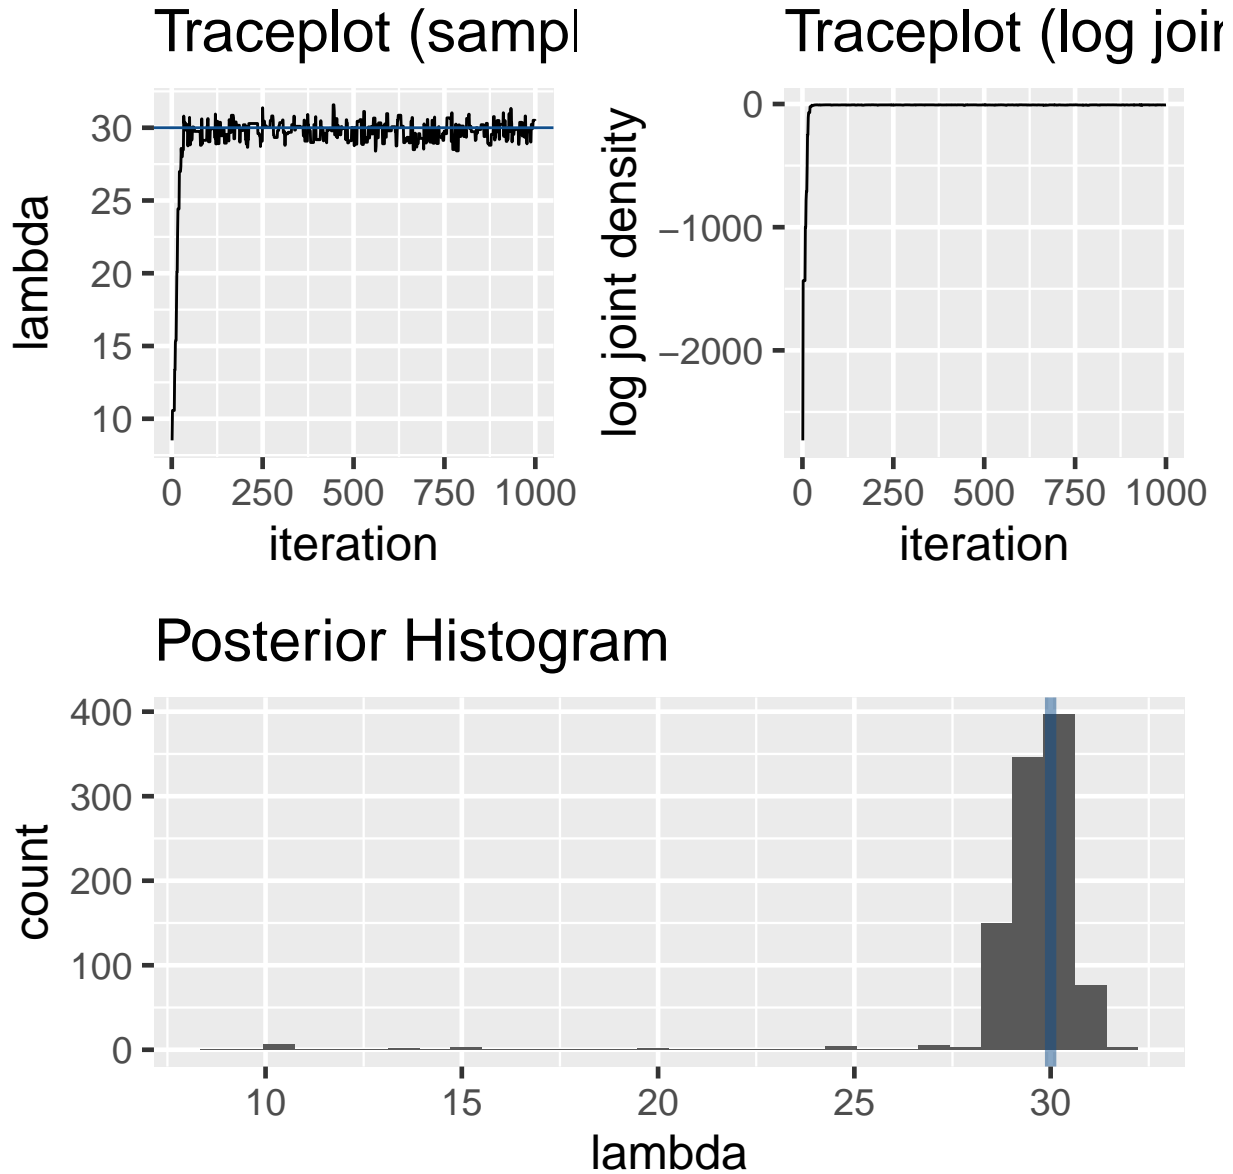 Traceplot (sampl
lambda
30
25
20
15
10
0 250 500 750 1000
iteration
Traceplot (log join
log joint density
0
−1000
−2000
0 250 500 750 1000
iteration
Posterior Histogram
count
400
300
200
100
0
10 15 20 25 30
lambda